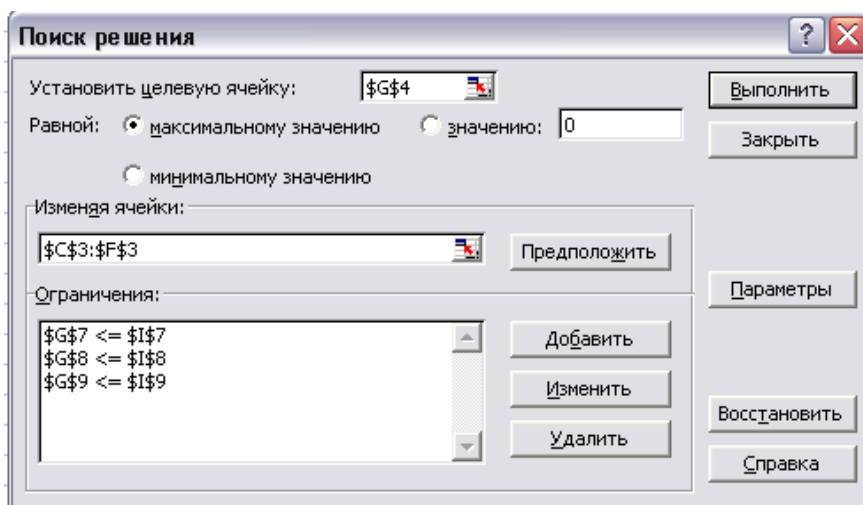 Поиск решения
Установить целевую ячейку: $G$4 Выполнить
Равной: максимальному значению значению: 0 Закрыть
минимальному значению
Изменяя ячейки:
$C$3:$F$3 Предположить
Параметры
Ограничения:
$G$7 <= $I$7 Добавить
$G$8 <= $I$8
$G$9 <= $I$9 Изменить
Восстановить
Удалить
Справка